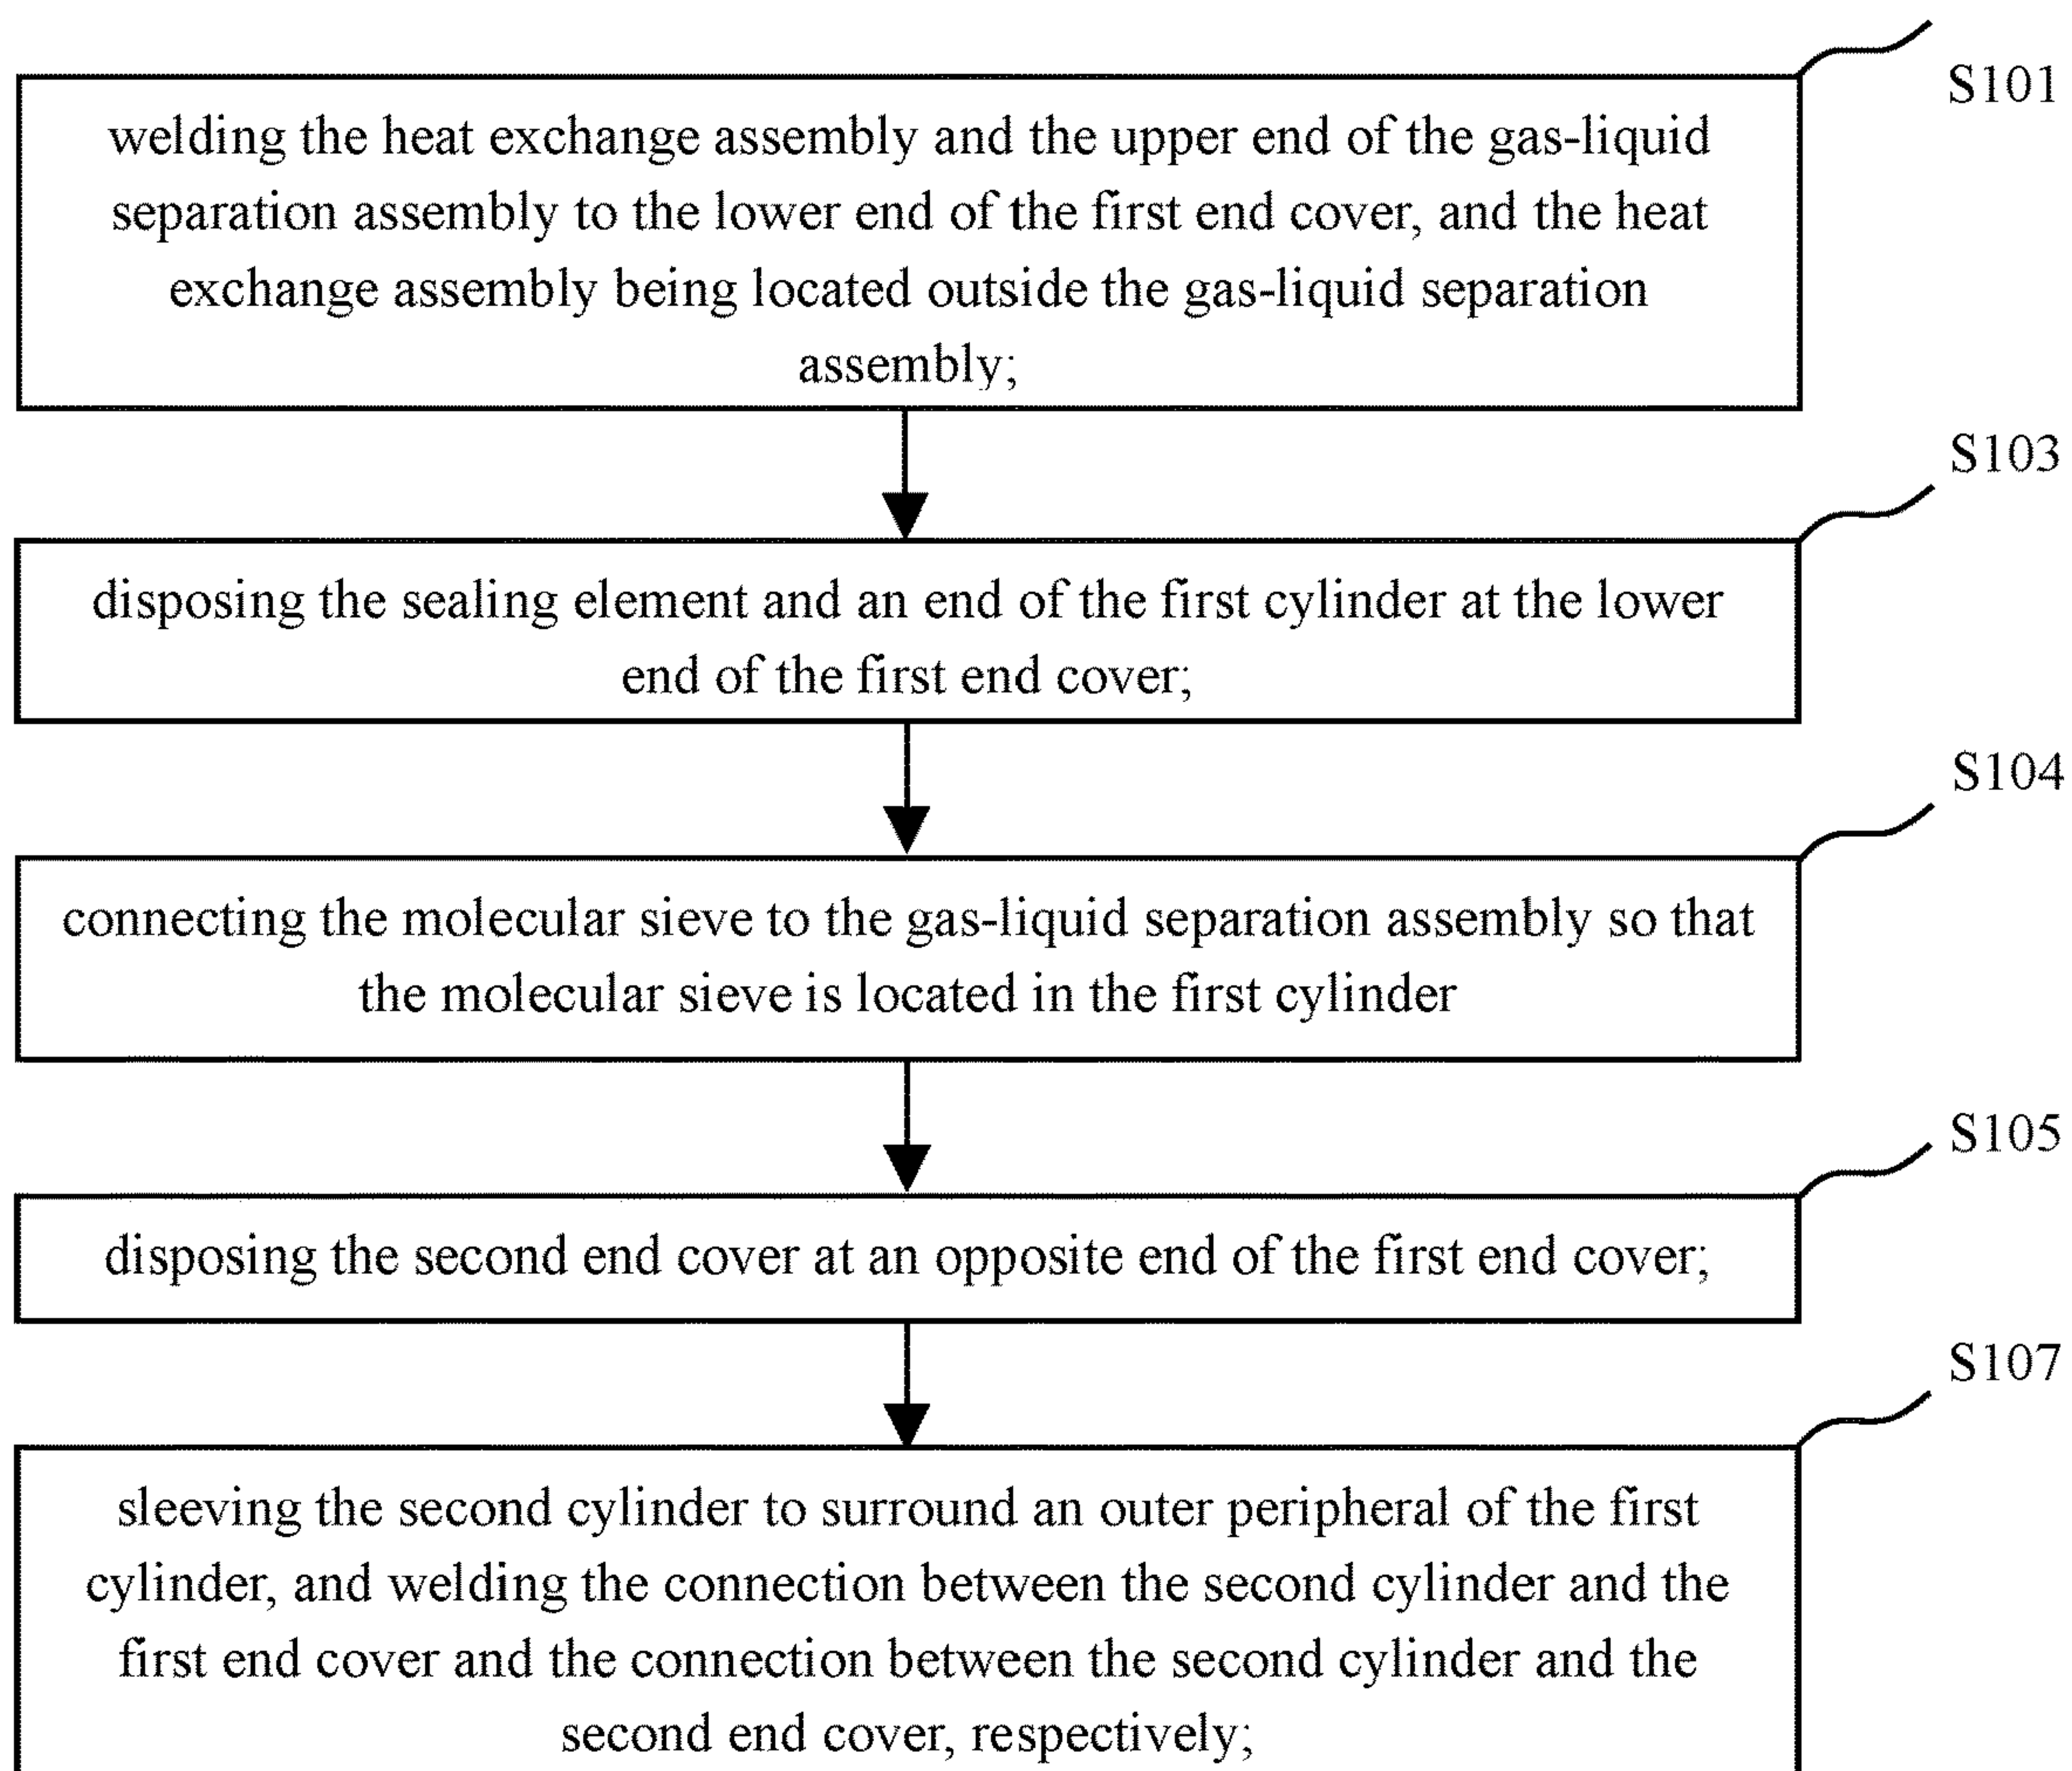 S101
welding the heat exchange assembly and the upper end of the gas-liquid
separation assembly to the lower end of the first end cover, and the heat
exchange assembly being located outside the gas-liquid separation
assembly;
S103
disposing the sealing element and an end of the first cylinder at the lower
end of the first end cover;
S104
connecting the molecular sieve to the gas-liquid separation assembly so that
the molecular sieve is located in the first cylinder
S105
disposing the second end cover at an opposite end of the first end cover;
S107
sleeving the second cylinder to surround an outer peripheral of the first
cylinder, and welding the connection between the second cylinder and the
first end cover and the connection between the second cylinder and the
second end cover, respectively;